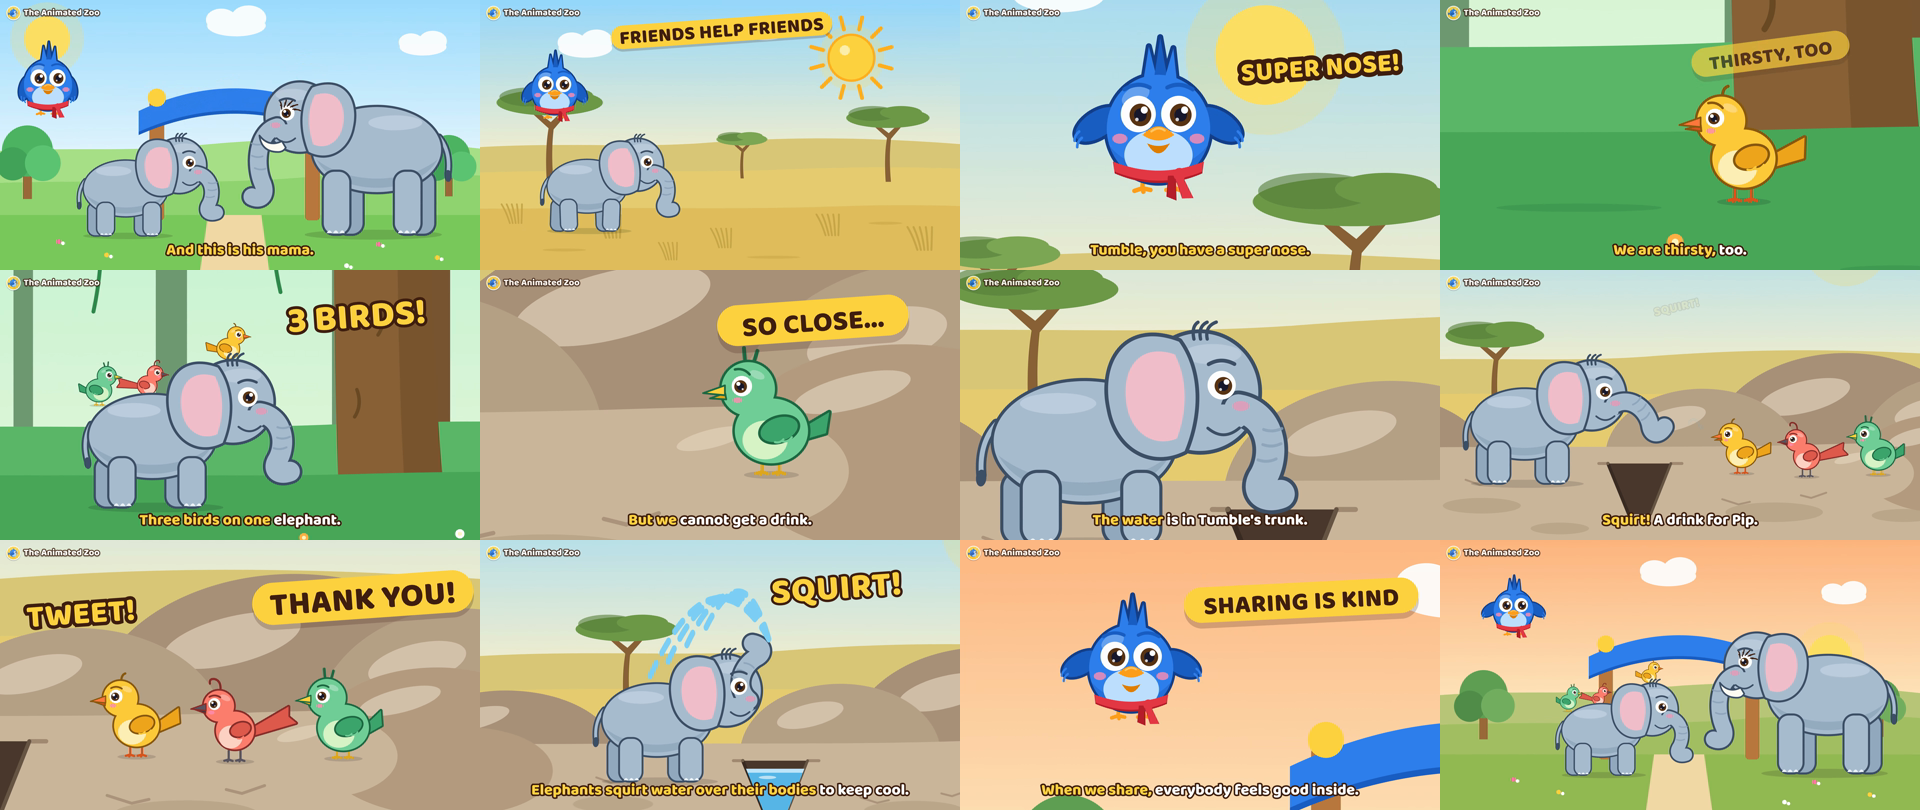 The Animated Zoo
And this is his mama.
The Animated Zoo
FRIENDS HELP FRIENDS
The Animated Zoo
SUPER NOSE!
Tumble, you have a super nose.
The Animated Zoo
THIRSTY, TOO
We are thirsty, too.
The Animated Zoo
3 BIRDS!
Three birds on one elephant.
The Animated Zoo
SO CLOSE...
But we cannot get a drink.
The Animated Zoo
The water is in Tumble's trunk.
The Animated Zoo
SQUIRT!
Squirt! A drink for Pip.
The Animated Zoo
TWEET!
THANK YOU!
The Animated Zoo
SQUIRT!
Elephants squirt water over their bodies to keep cool.
The Animated Zoo
SHARING IS KIND
When we share, everybody feels good inside.
The Animated Zoo